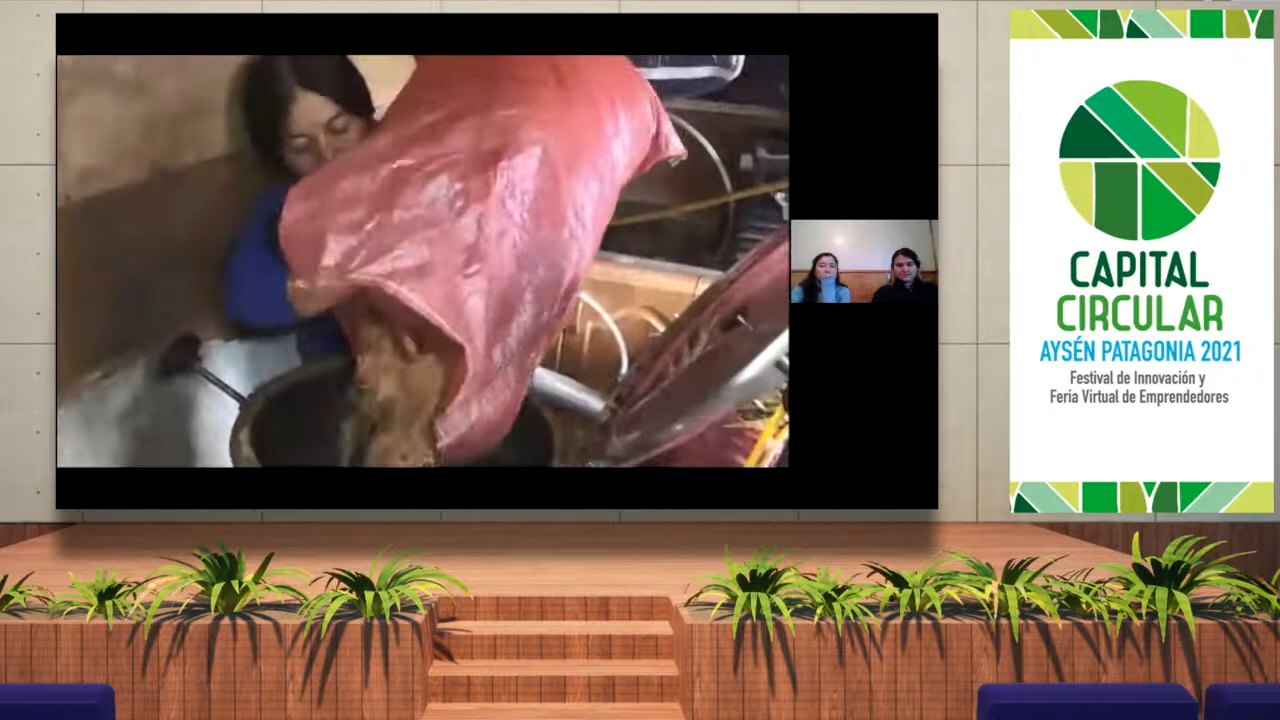 CAPITAL
CIRCULAR
AYSÉN PATAGONIA 2021
Festival de Innovación y
Feria Virtual de Emprendedores